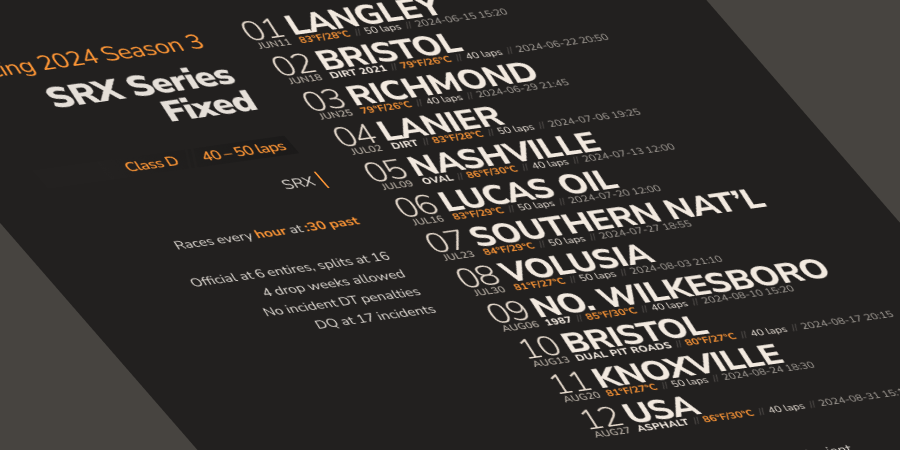 ing 2024 Season 3
SRX Series
Fixed
Class D // 40–50 laps
SRX |
Races every hour at :30 past
Official at 6 entires, splits at 16
4 drop weeks allowed
No incident DT penalties
DQ at 17 incidents
01 LANGLEY
JUN11 83°F/28°C // 50 laps // 2024-06-15 15:20
02 BRISTOL
JUN18 DIRT 2021 // 79°F/26°C // 40 laps // 2024-06-22 20:50
03 RICHMOND
JUN25 79°F/26°C // 40 laps // 2024-06-29 21:45
04 LANIER
JUL02 DIRT // 83°F/28°C // 50 laps // 2024-07-06 19:25
05 NASHVILLE
JUL09 OVAL // 86°F/30°C // 40 laps // 2024-07-13 12:00
06 LUCAS OIL
JUL16 83°F/29°C // 50 laps // 2024-07-20 12:00
07 SOUTHERN NAT'L
JUL23 84°F/29°C // 50 laps // 2024-07-27 18:55
08 VOLUSIA
JUL30 81°F/27°C // 50 laps // 2024-08-03 21:10
09 NO. WILKESBORO
AUG06 1987 // 85°F/30°C // 40 laps // 2024-08-10 15:20
10 BRISTOL
AUG13 DUAL PIT ROADS // 80°F/27°C // 40 laps // 2024-08-17 20:15
11 KNOXVILLE
AUG20 81°F/27°C // 50 laps // 2024-08-24 18:30
12 USA
AUG27 ASPHALT // 86°F/30°C // 40 laps // 2024-08-31 15: